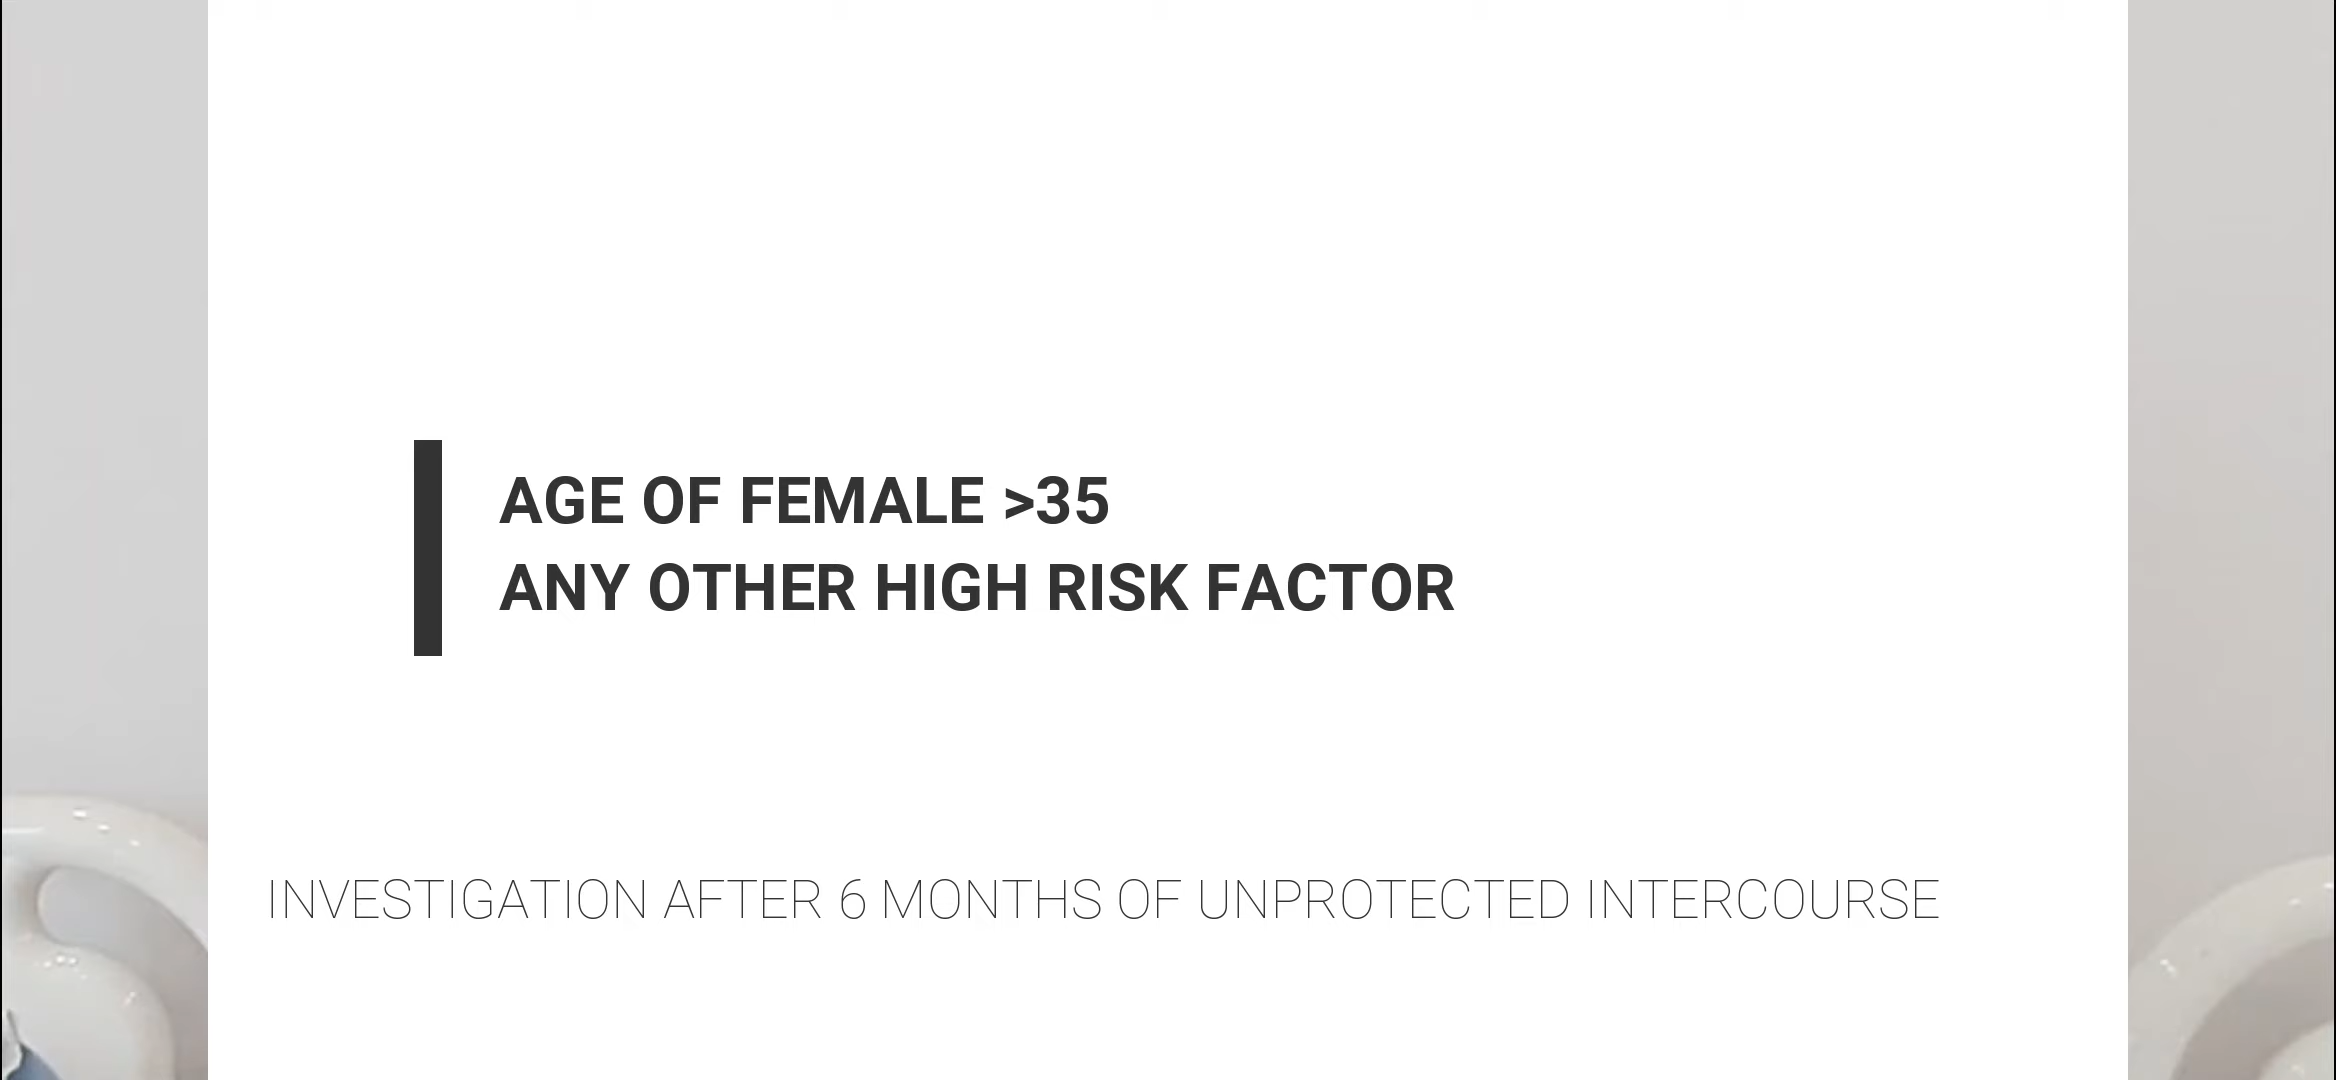 AGE OF FEMALE >35
ANY OTHER HIGH RISK FACTOR
INVESTIGATION AFTER 6 MONTHS OF UNPROTECTED INTERCOURSE